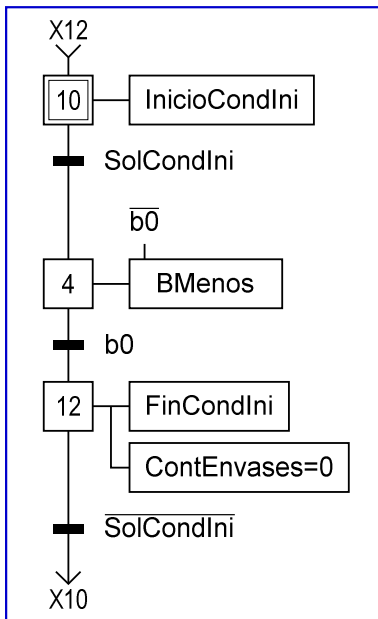 X12
10 InicioCondIni
SolCondIni
b0
4 BMenos
b0
12 FinCondIni
ContEnvases=0
SolCondIni
X10